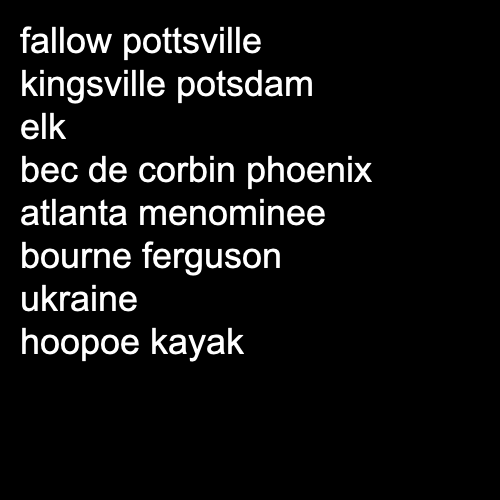 fallow pottsville
kingsville potsdam
elk
bec de corbin phoenix
atlanta menominee
bourne ferguson
ukraine
hoopoe kayak